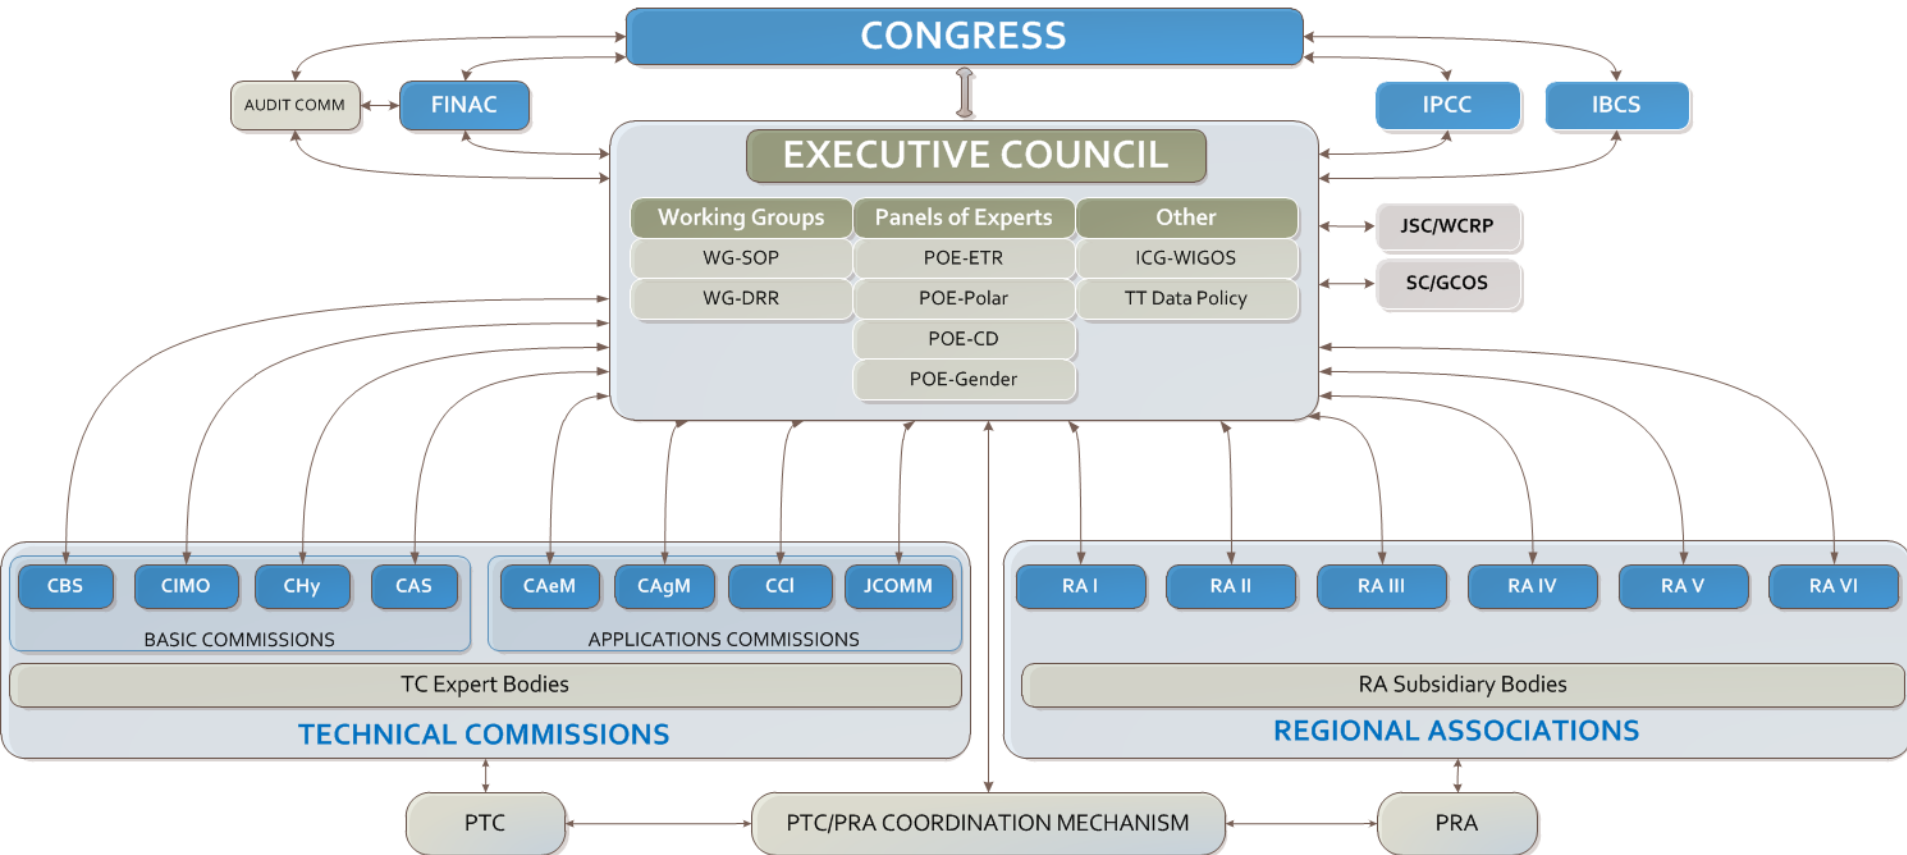 CONGRESS
AUDIT COMM
FINAC
IPCC
IBCS
EXECUTIVE COUNCIL
Working Groups
Panels of Experts
Other
WG-SOP
POE-ETR
ICG-WIGOS
WG-DRR
POE-Polar
TT Data Policy
POE-CD
POE-Gender
JSC/WCRP
SC/GCOS
CBS
CIMO
CHy
CAS
BASIC COMMISSIONS
CAeM
CAgM
CCl
JCOMM
APPLICATIONS COMMISSIONS
TC Expert Bodies
TECHNICAL COMMISSIONS
RA I
RA II
RA III
RA IV
RA V
RA VI
RA Subsidiary Bodies
REGIONAL ASSOCIATIONS
PTC
PTC/PRA COORDINATION MECHANISM
PRA